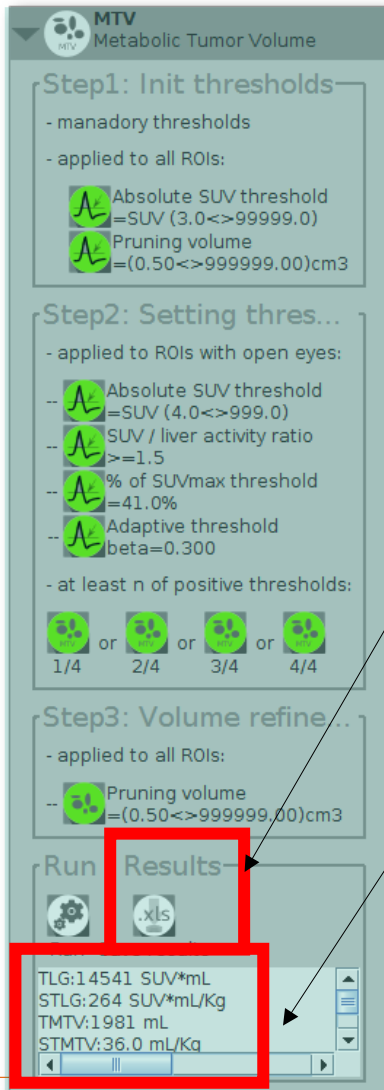 MTV
Metabolic Tumor Volume
MTV
Step1: Init thresholds
- manadory thresholds
- applied to all ROIs:
Absolute SUV threshold
=SUV (3.0<>99999.0)
Pruning volume
=(0.50<>999999.00)cm3
Step2: Setting thres...
- applied to ROIs with open eyes:
-- Absolute SUV threshold
=SUV (4.0<>999.0)
-- SUV / liver activity ratio
>=1.5
-- % of SUVmax threshold
=41.0%
-- Adaptive threshold
beta=0.300
- at least n of positive thresholds:
MTV or MTV or MTV or MTV
1/4 2/4 3/4 4/4
Step3: Volume refine...
- applied to all ROIs:
-- Pruning volume
=(0.50<>999999.00)cm3
Run Results
.xls
TLG:14541 SUV*mL
STLG:264 SUV*mL/Kg
TMTV:1981 mL
STMTV:36.0 mL/Kg